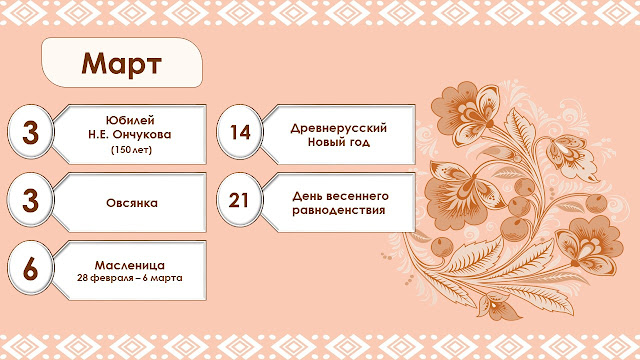 Март
3
Юбилей
Н.Е. Ончукова
(150 лет)
3
Овсянка
6
Масленица
28 февраля – 6 марта
14
Древнерусский
Новый год
21
День весеннего
равноденствия